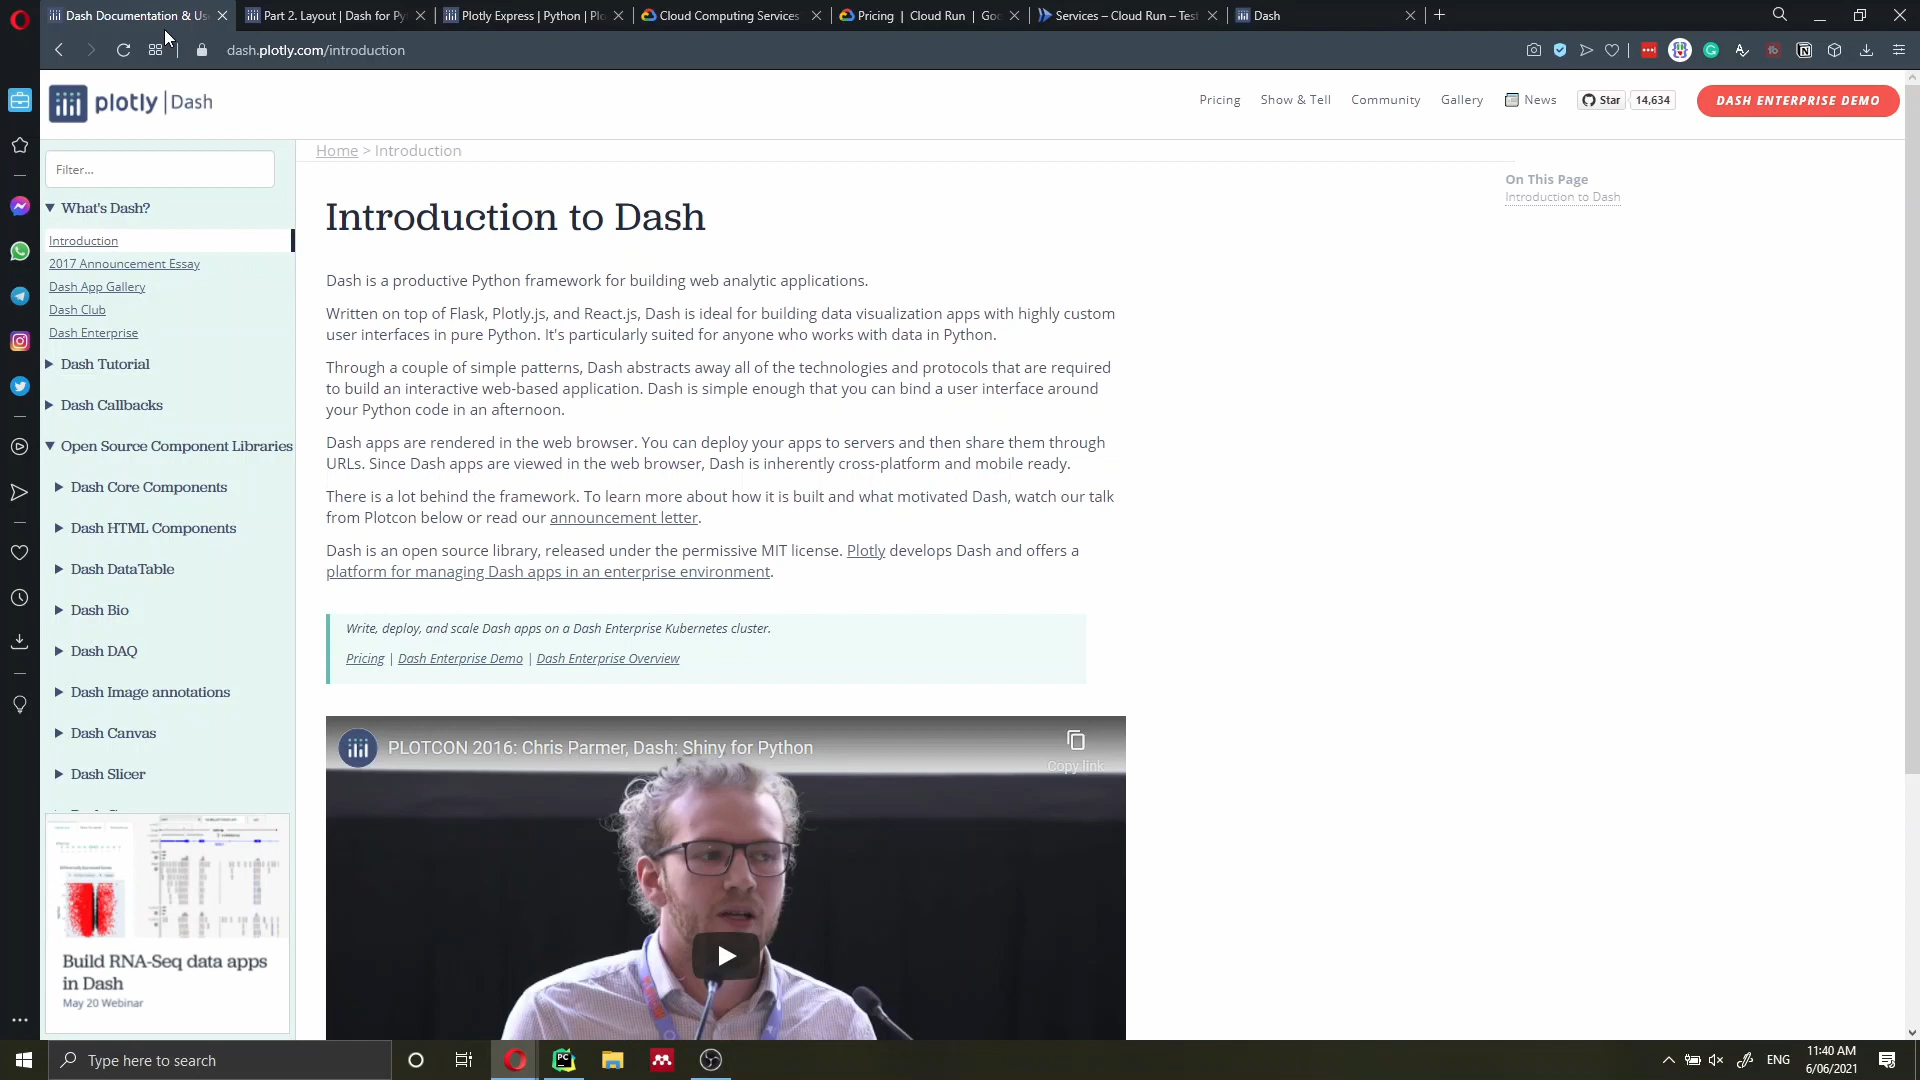 Dash Documentation & Us
Part 2. Layout | Dash for Py
Plotly Express | Python | Plo
Cloud Computing Services
Pricing | Cloud Run | Goo
Services – Cloud Run – Test
Dash
dash.plotly.com/introduction
plotly | Dash
Pricing
Show & Tell
Community
Gallery
News
Star
14,634
DASH ENTERPRISE DEMO
Filter...
What's Dash?
Introduction
2017 Announcement Essay
Dash App Gallery
Dash Club
Dash Enterprise
Dash Tutorial
Dash Callbacks
Open Source Component Libraries
Dash Core Components
Dash HTML Components
Dash DataTable
Dash Bio
Dash DAQ
Dash Image annotations
Dash Canvas
Dash Slicer
Build RNA-Seq data apps
in Dash
May 20 Webinar
Home > Introduction
Introduction to Dash
Dash is a productive Python framework for building web analytic applications.
Written on top of Flask, Plotly.js, and React.js, Dash is ideal for building data visualization apps with highly custom
user interfaces in pure Python. It's particularly suited for anyone who works with data in Python.
Through a couple of simple patterns, Dash abstracts away all of the technologies and protocols that are required
to build an interactive web-based application. Dash is simple enough that you can bind a user interface around
your Python code in an afternoon.
Dash apps are rendered in the web browser. You can deploy your apps to servers and then share them through
URLs. Since Dash apps are viewed in the web browser, Dash is inherently cross-platform and mobile ready.
There is a lot behind the framework. To learn more about how it is built and what motivated Dash, watch our talk
from Plotcon below or read our announcement letter.
Dash is an open source library, released under the permissive MIT license. Plotly develops Dash and offers a
platform for managing Dash apps in an enterprise environment.
Write, deploy, and scale Dash apps on a Dash Enterprise Kubernetes cluster.
Pricing | Dash Enterprise Demo | Dash Enterprise Overview
PLOTCON 2016: Chris Parmer, Dash: Shiny for Python
Copy link
On This Page
Introduction to Dash
Type here to search
PC
ENG
11:40 AM
6/06/2021